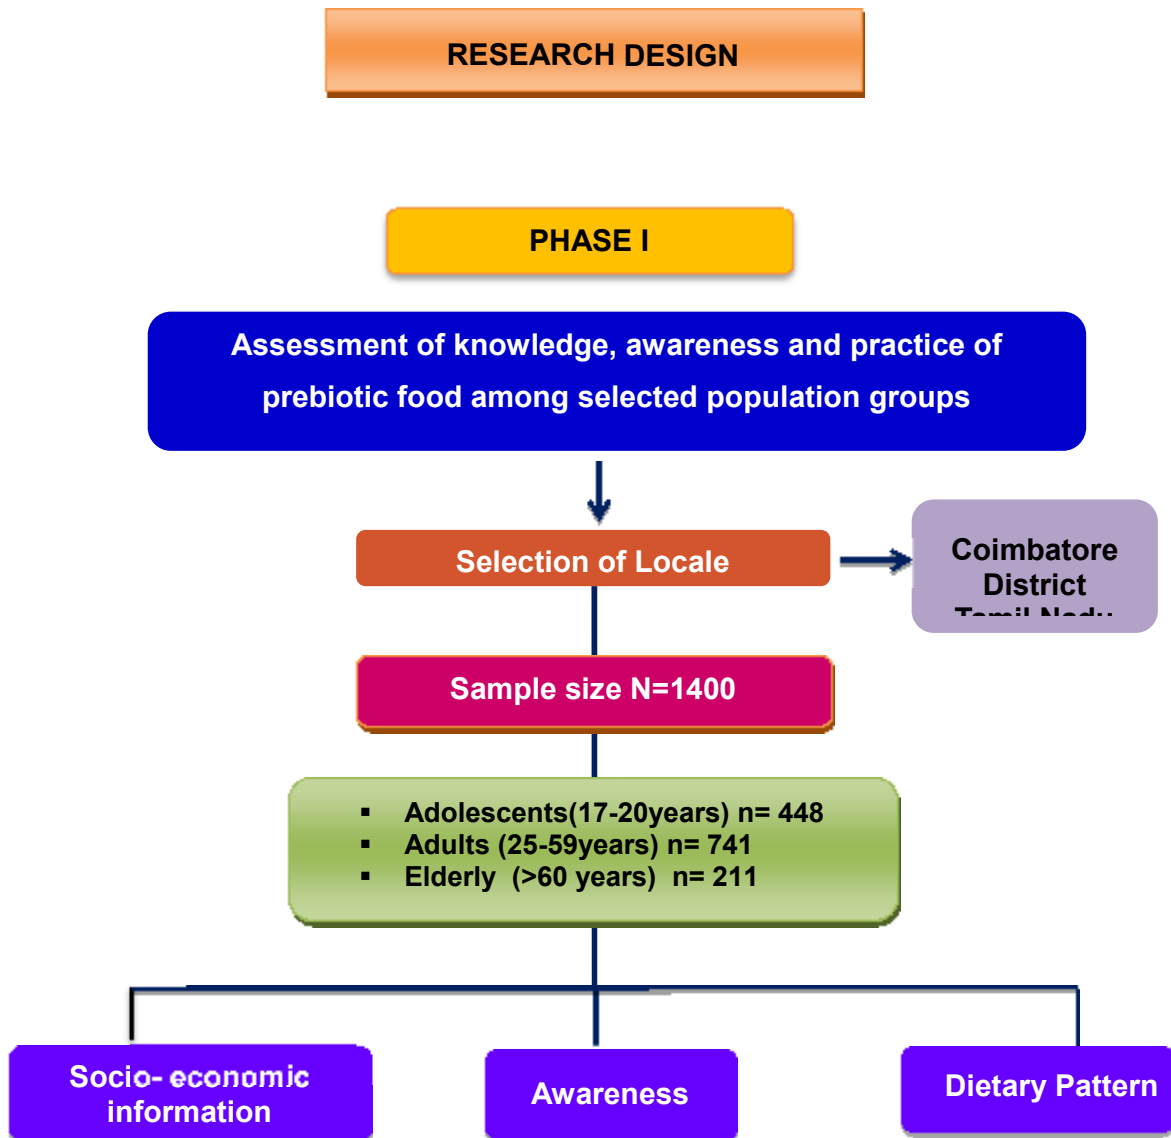 RESEARCH DESIGN
PHASE I
Assessment of knowledge, awareness and practice of
prebiotic food among selected population groups
Selection of Locale
Coimbatore
District
Tamil Nadu
Sample size N=1400
▪ Adolescents(17-20years) n= 448
▪ Adults (25-59years) n= 741
▪ Elderly (>60 years) n= 211
Socio- economic
information
Awareness
Dietary Pattern